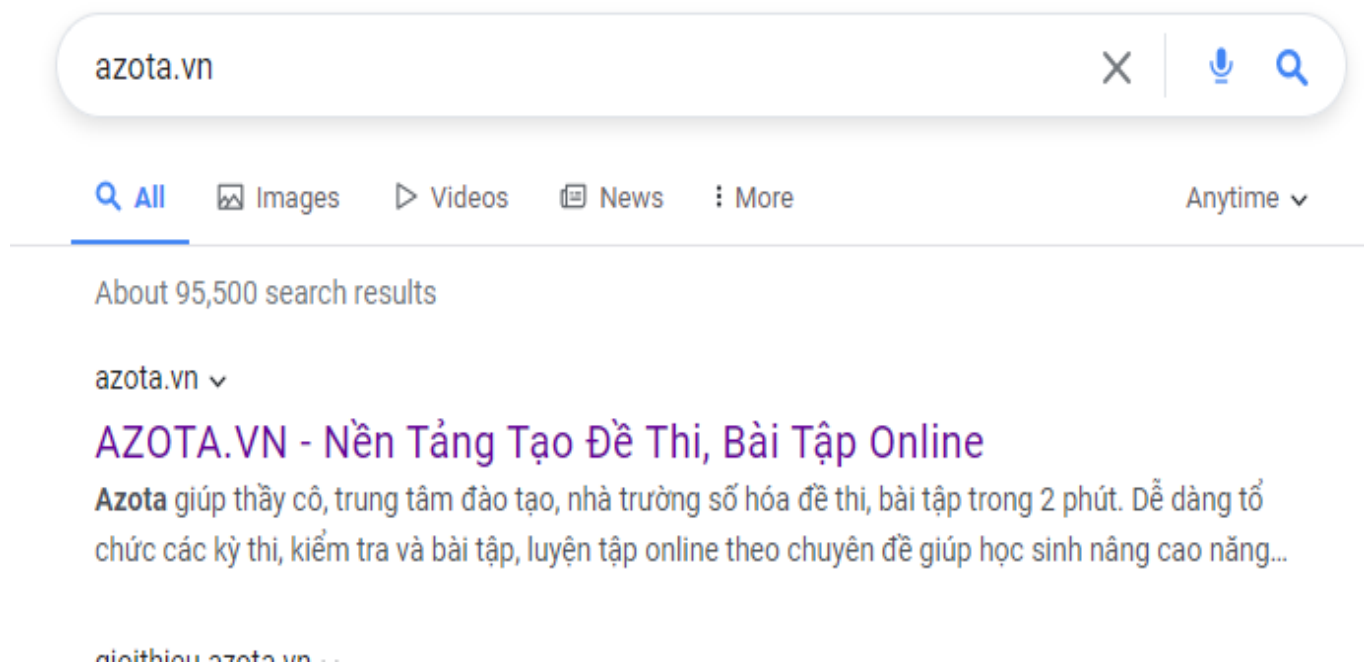 azota.vn
All Images Videos News More Anytime
About 95,500 search results
azota.vn
AZOTA.VN - Nền Tảng Tạo Đề Thi, Bài Tập Online
Azota giúp thầy cô, trung tâm đào tạo, nhà trường số hóa đề thi, bài tập trong 2 phút. Dễ dàng tổ
chức các kỳ thi, kiểm tra và bài tập, luyện tập online theo chuyên đề giúp học sinh nâng cao năng...
gioithieu.azota.vn